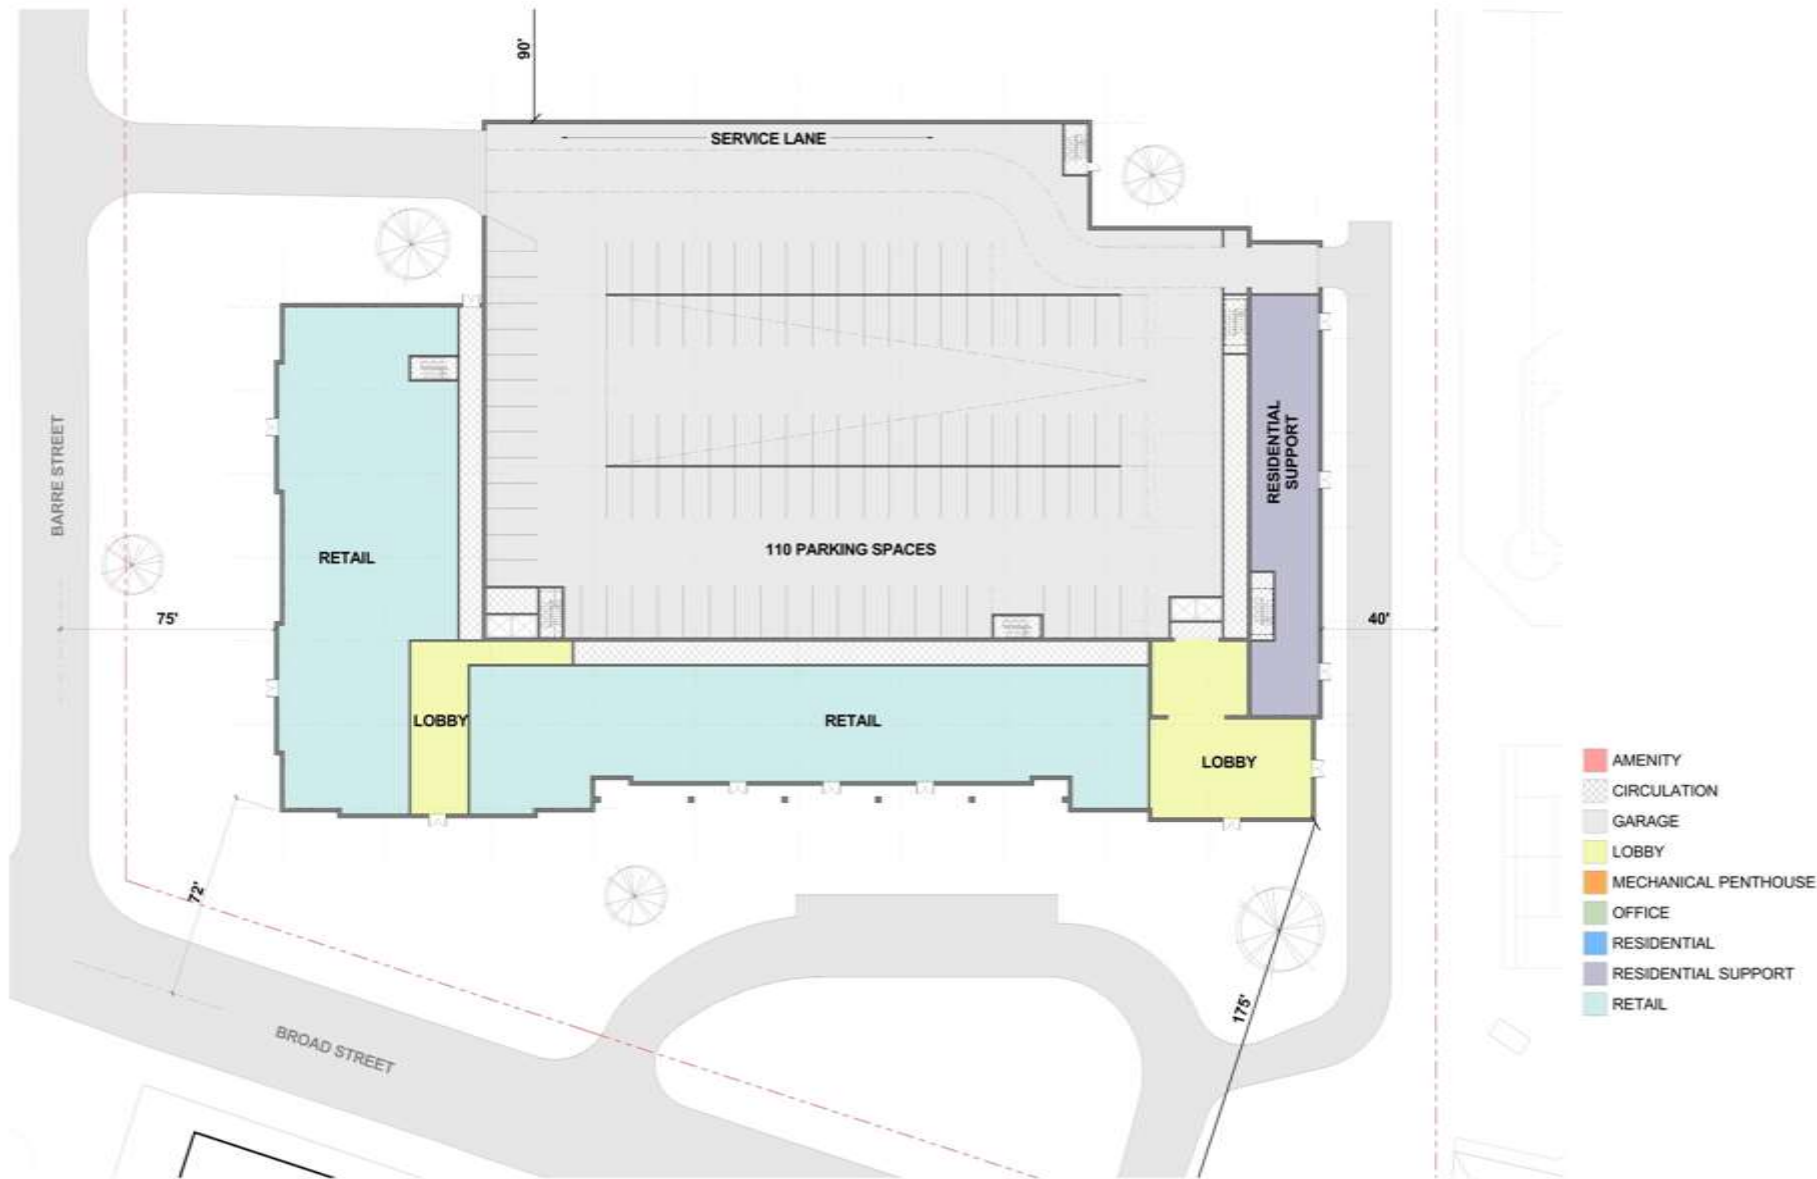 90'
SERVICE LANE
BARRE STREET
RESIDENTIAL
SUPPORT
RETAIL
110 PARKING SPACES
75'
40'
LOBBY
RETAIL
LOBBY
72'
175'
BROAD STREET
AMENITY
CIRCULATION
GARAGE
LOBBY
MECHANICAL PENTHOUSE
OFFICE
RESIDENTIAL
RESIDENTIAL SUPPORT
RETAIL